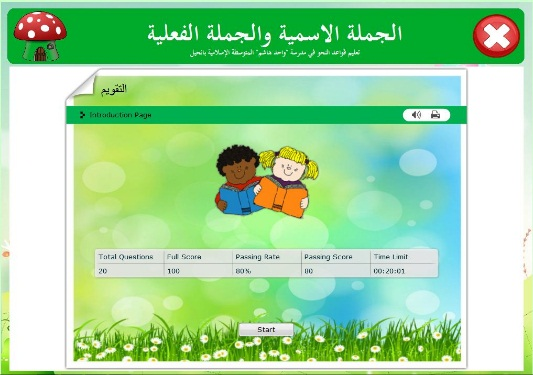 الجملة الاسمية والجملة الفعلية
تعليم قواعد النحو في مدرسة "واحد هاشم" المتوسطة الإسلامية بانجيل
التقويم
Introduction Page
Total Questions Full Score Passing Rate Passing Score Time Limit
20 100 80% 80 00:20:01
Start